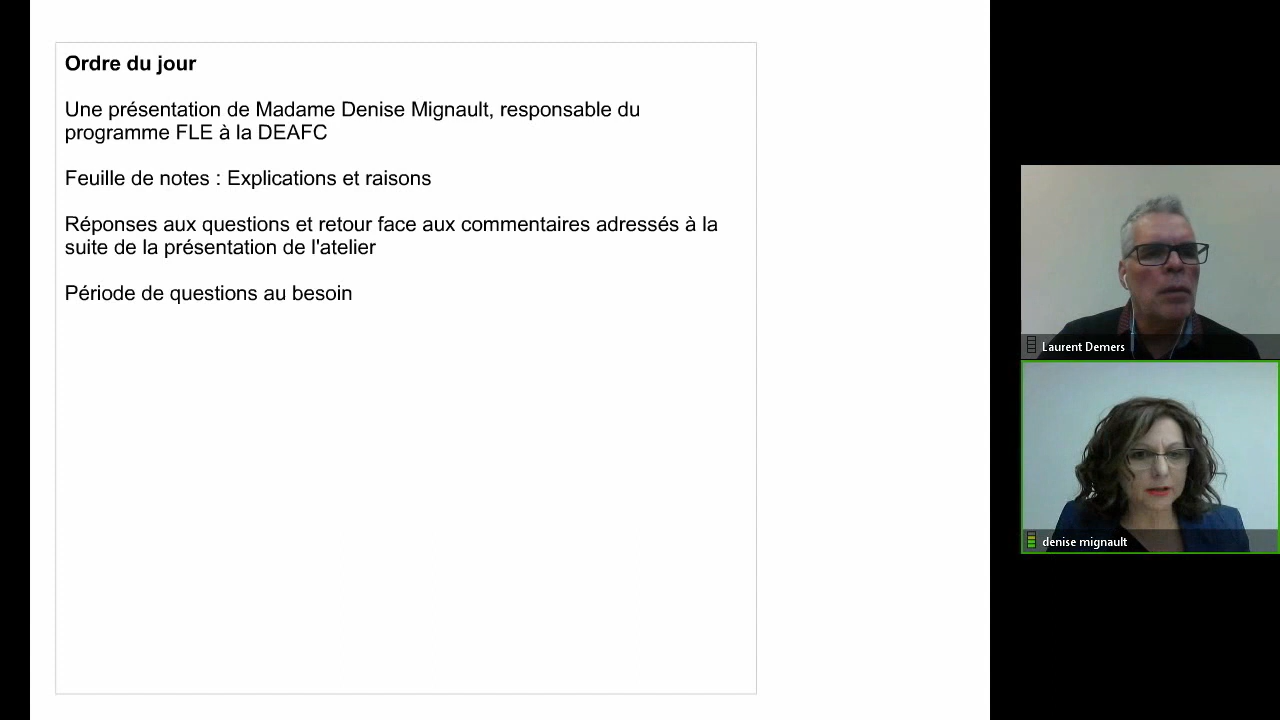 Ordre du jour
Une présentation de Madame Denise Mignault, responsable du
programme FLE à la DEAFC
Feuille de notes : Explications et raisons
Réponses aux questions et retour face aux commentaires adressés à la
suite de la présentation de l'atelier
Période de questions au besoin
Laurent Demers
denise mignault